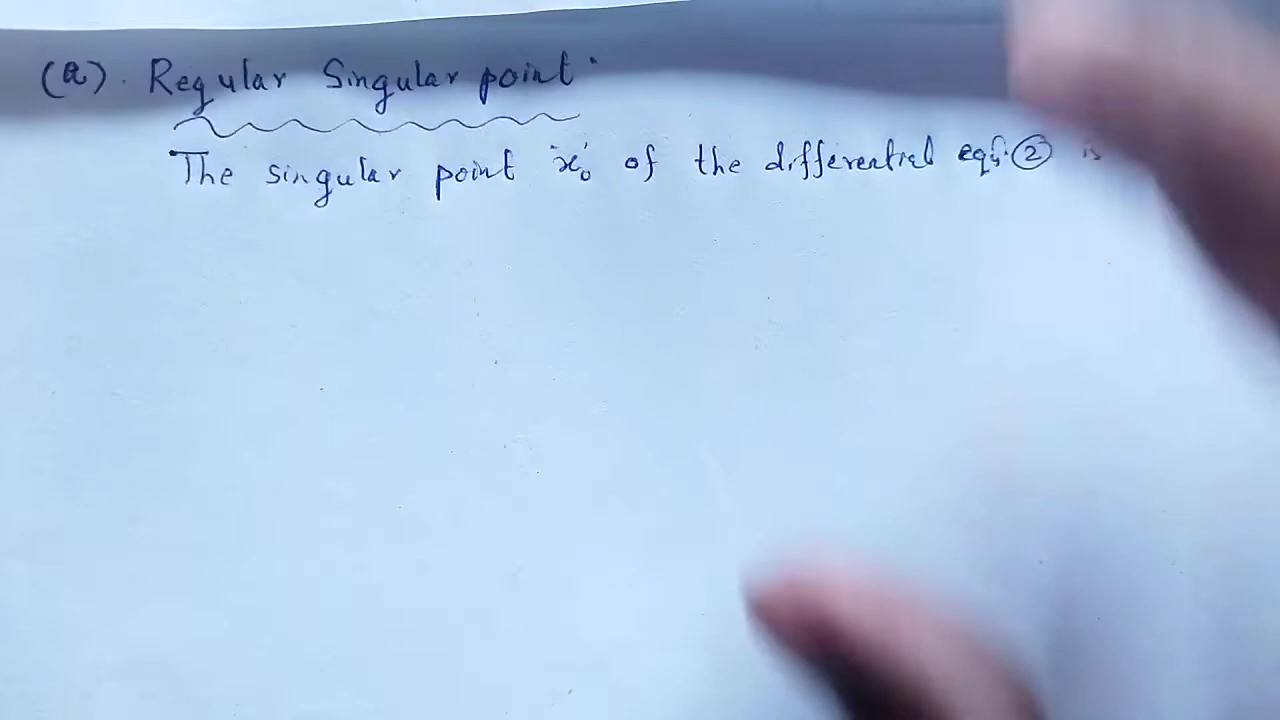 (a). Regular Singular point.
The singular point 'x₀' of the differential eqⁿ. ② is